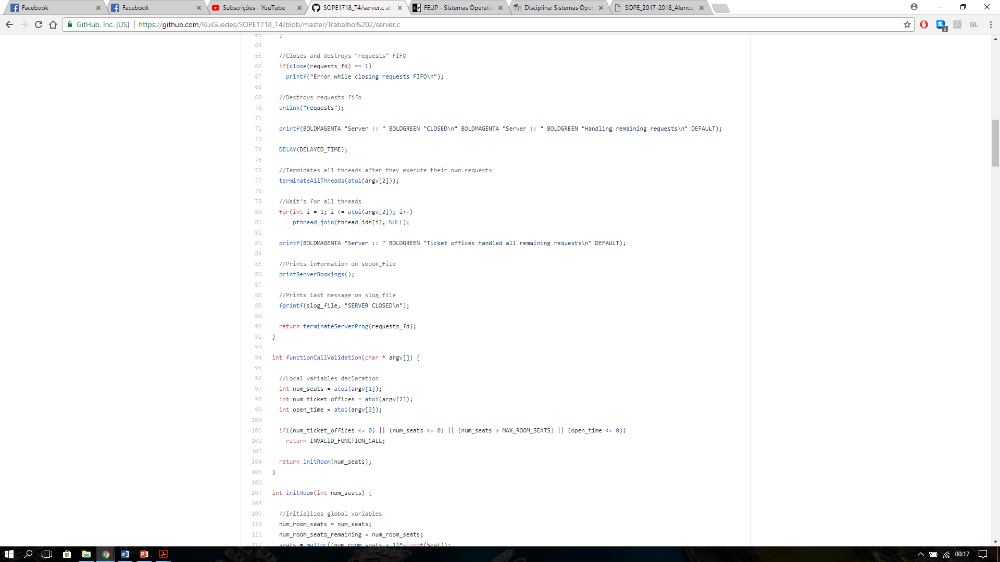 Facebook
Facebook
Subscrições - YouTube
SOPE1718_T4/server.c at
FEUP - Sistemas Operativ
Disciplina: Sistemas Oper
SOPE_2017-2018_Alunos_
GitHub, Inc. [US]
https://github.com/RuiGuedes/SOPE1718_T4/blob/master/Trabalho%202/server.c
2
GL
63 }
64
65 //Closes and destroys "requests" FIFO
66 if(close(requests_fd) == 1)
67 printf("Error while closing requests FIFO\n");
68
69 //Destroys requests fifo
70 unlink("requests");
71
72 printf(BOLDMAGENTA "Server :: " BOLDGREEN "CLOSED\n" BOLDMAGENTA "Server :: " BOLDGREEN "Handling remaining requests\n" DEFAULT);
73
74 DELAY(DELAYED_TIME);
75
76 //Terminates all threads after they execute their own requests
77 terminateAllThreads(atoi(argv[2]));
78
79 //Wait's for all threads
80 for(int i = 1; i <= atoi(argv[2]); i++)
81 pthread_join(thread_ids[i], NULL);
82
83 printf(BOLDMAGENTA "Server :: " BOLDGREEN "Ticket offices handled all remaining requests\n" DEFAULT);
84
85 //Prints information on sbook_file
86 printServerBookings();
87
88 //Prints last message on slog_file
89 fprintf(slog_file, "SERVER CLOSED\n");
90
91 return terminateServerProg(requests_fd);
92 }
93
94 int functionCallValidation(char * argv[]) {
95
96 //Local variables declaration
97 int num_seats = atoi(argv[1]);
98 int num_ticket_offices = atoi(argv[2]);
99 int open_time = atoi(argv[3]);
100
101 if((num_ticket_offices <= 0) || (num_seats <= 0) || (num_seats > MAX_ROOM_SEATS) || (open_time <= 0))
102 return INVALID_FUNCTION_CALL;
103
104 return initRoom(num_seats);
105 }
106
107 int initRoom(int num_seats) {
108
109 //Initializes global variables
110 num_room_seats = num_seats;
111 num_room_seats_remaining = num_room_seats;
112 seats = malloc((num_room_seats + 1)*sizeof(Seat));
00:17